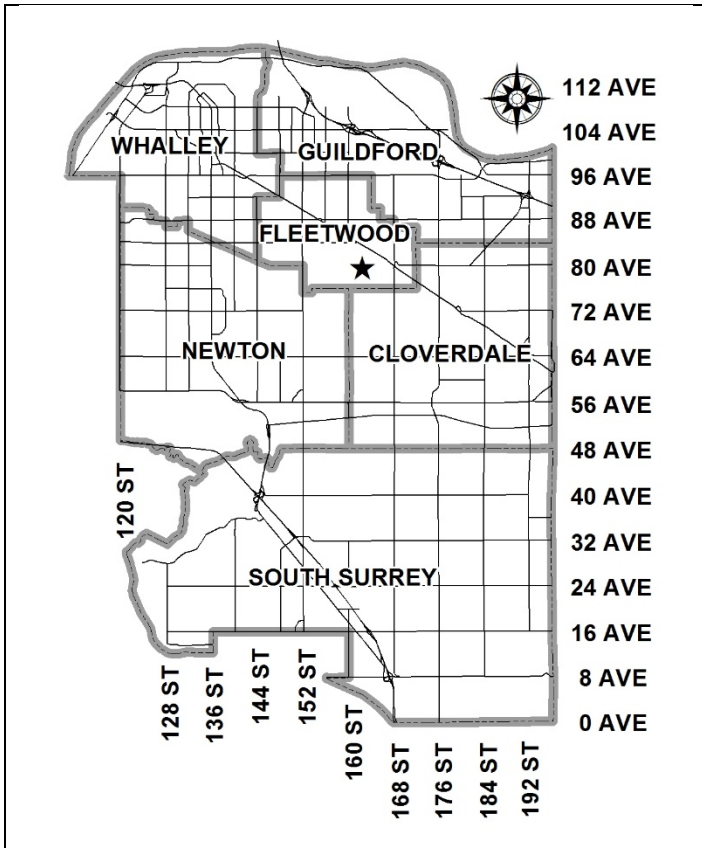 112 AVE
104 AVE
WHALLEY
GUILDFORD
96 AVE
88 AVE
FLEETWOOD
80 AVE
72 AVE
NEWTON
CLOVERDALE
64 AVE
56 AVE
48 AVE
120 ST
40 AVE
32 AVE
SOUTH SURREY
24 AVE
16 AVE
8 AVE
0 AVE
128 ST
136 ST
144 ST
152 ST
160 ST
168 ST
176 ST
184 ST
192 ST